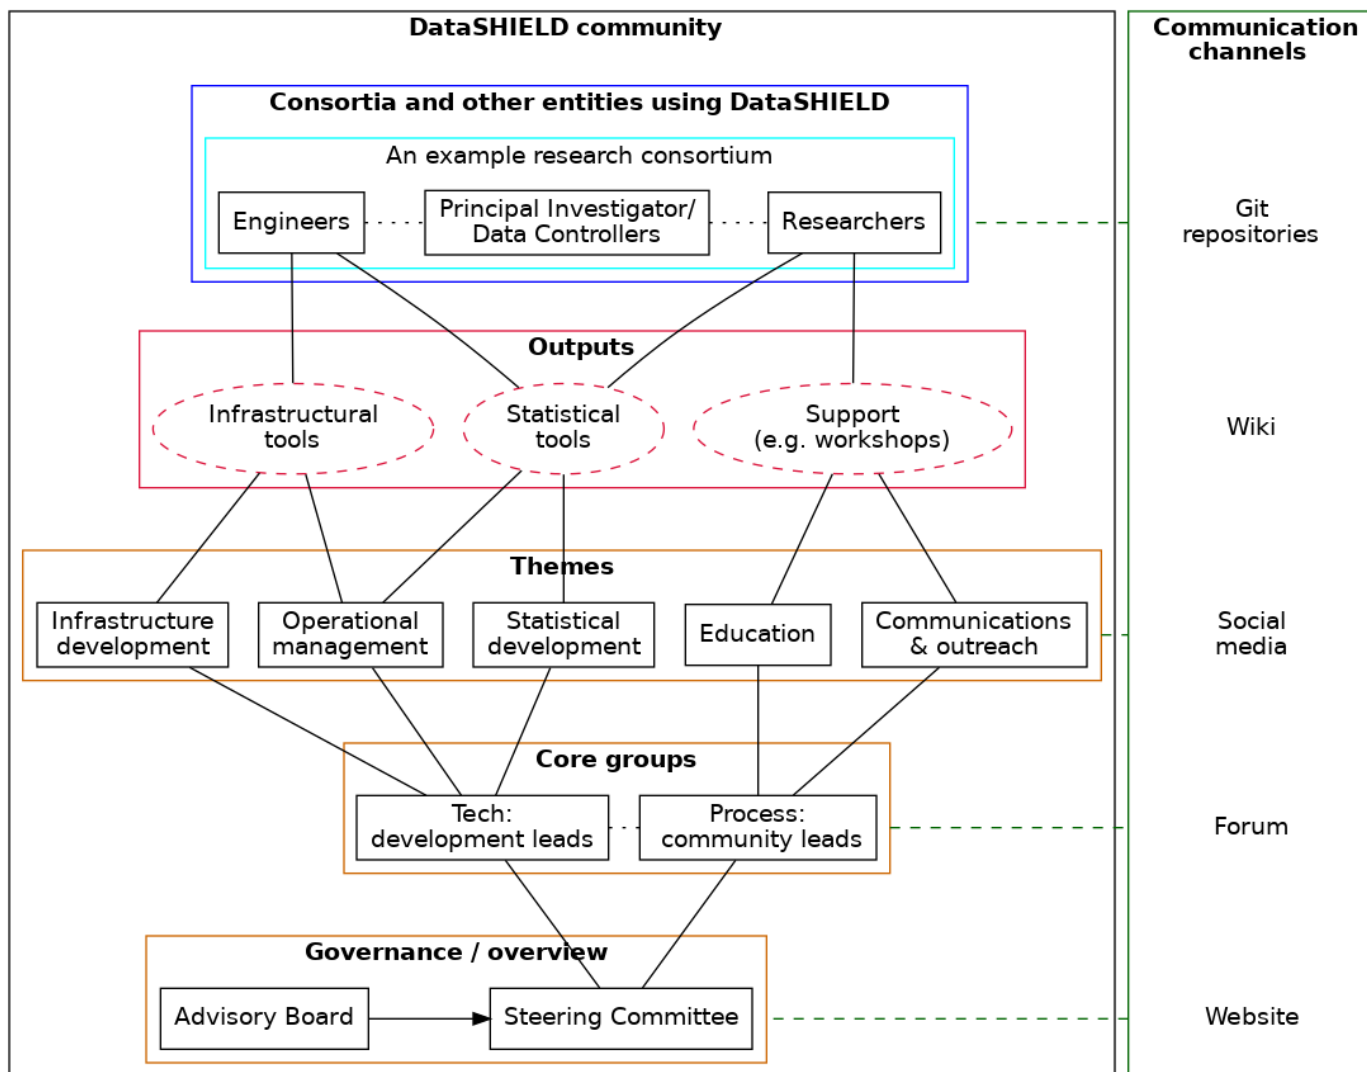 DataSHIELD community
Communication
channels
Consortia and other entities using DataSHIELD
An example research consortium
Engineers
Principal Investigator/
Data Controllers
Researchers
Git
repositories
Outputs
Infrastructural
tools
Statistical
tools
Support
(e.g. workshops)
Wiki
Themes
Infrastructure
development
Operational
management
Statistical
development
Education
Communications
& outreach
Social
media
Core groups
Tech:
development leads
Process:
community leads
Forum
Governance / overview
Advisory Board
Steering Committee
Website